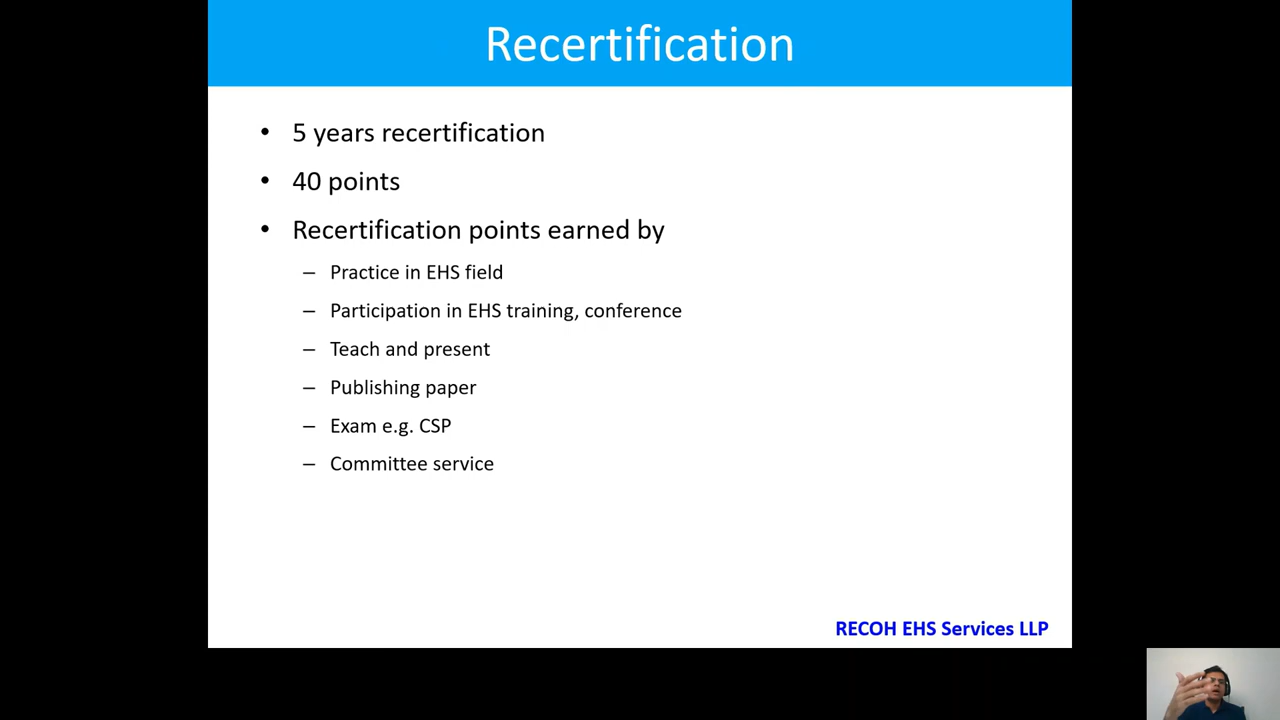 Recertification
• 5 years recertification
• 40 points
• Recertification points earned by
– Practice in EHS field
– Participation in EHS training, conference
– Teach and present
– Publishing paper
– Exam e.g. CSP
– Committee service
RECOH EHS Services LLP